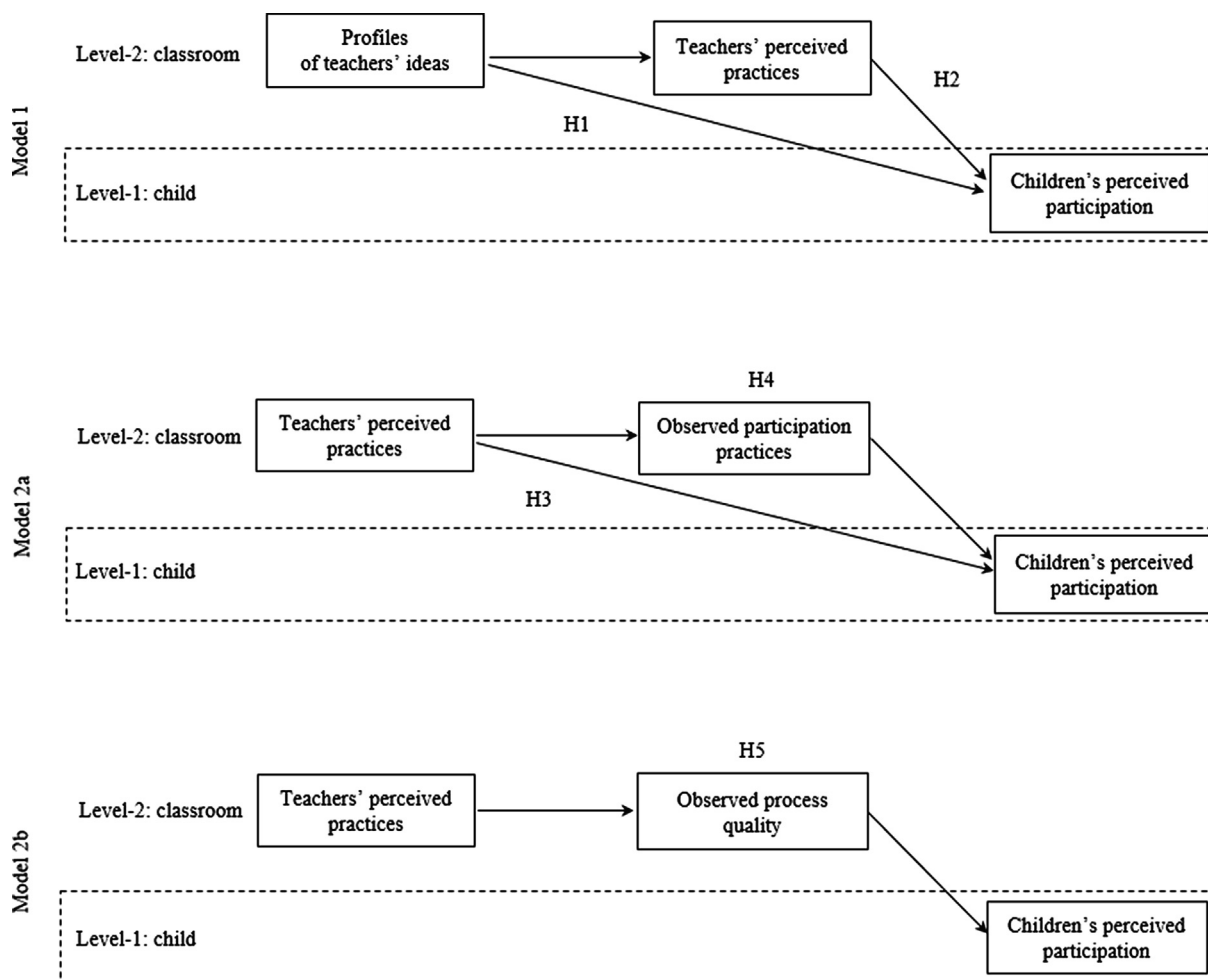 Model 1
Level-2: classroom
Profiles
of teachers' ideas
Teachers' perceived
practices
H1
H2
Level-1: child
Children's perceived
participation
Model 2a
Level-2: classroom
Teachers' perceived
practices
H4
Observed participation
practices
H3
Level-1: child
Children's perceived
participation
Model 2b
Level-2: classroom
Teachers' perceived
practices
H5
Observed process
quality
Level-1: child
Children's perceived
participation